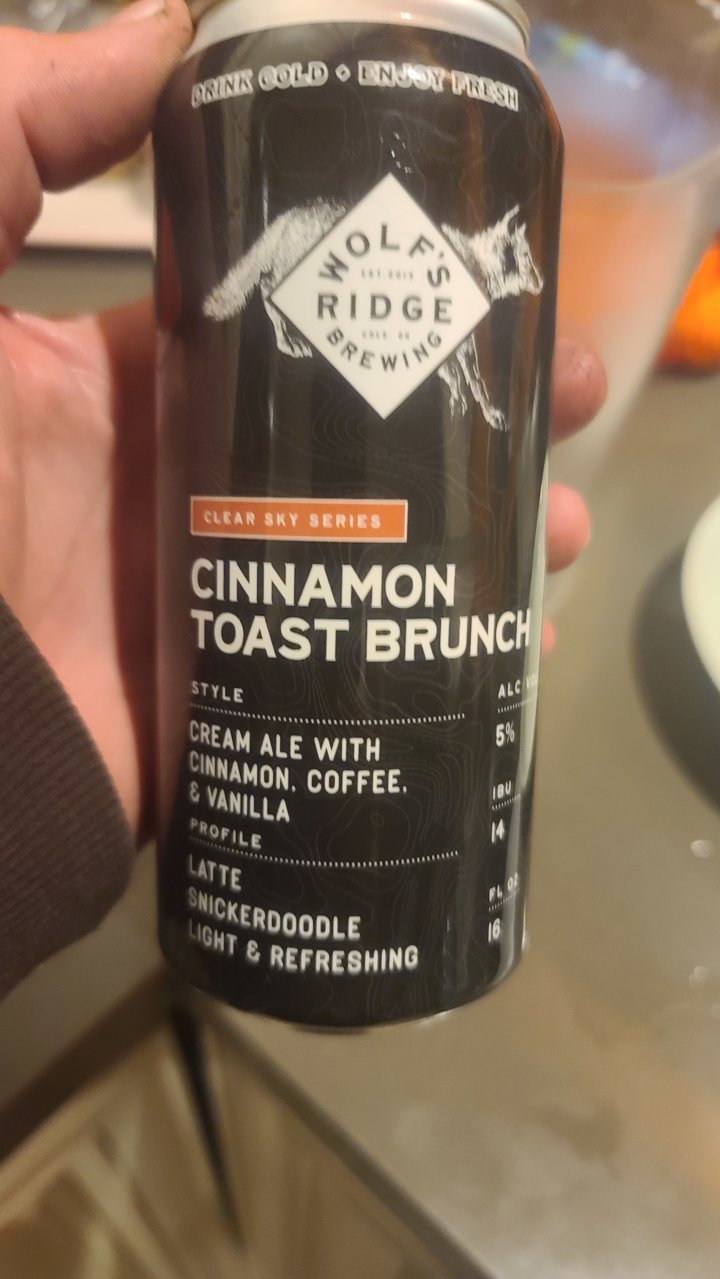 DRINK COLD • ENJOY FRESH
WOLF'S
EST. 2013
RIDGE
COLS. OH
BREWING
CLEAR SKY SERIES
CINNAMON
TOAST BRUNCH
STYLE
ALC
CREAM ALE WITH
5%
CINNAMON, COFFEE,
& VANILLA
IBU
PROFILE
14
LATTE
FL OZ
SNICKERDOODLE
16
LIGHT & REFRESHING